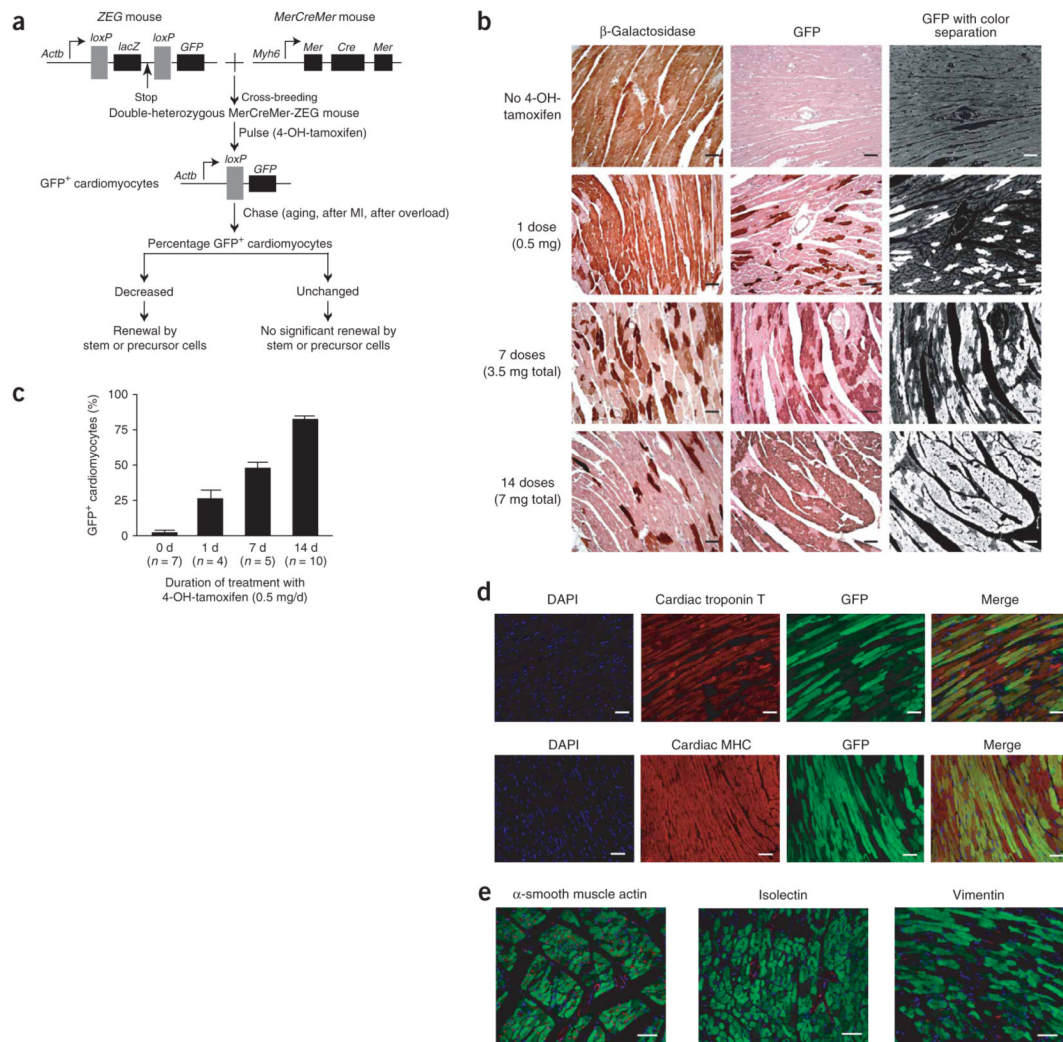 a
ZEG mouse
MerCreMer mouse
Actb
loxP
lacZ
loxP
GFP
Myh6
Mer
Cre
Mer
Stop
Cross-breeding
Double-heterozygous MerCreMer-ZEG mouse
Pulse (4-OH-tamoxifen)
loxP
Actb
GFP
GFP+ cardiomyocytes
Chase (aging, after MI, after overload)
Percentage GFP+ cardiomyocytes
Decreased
Unchanged
Renewal by
stem or precursor cells
No significant renewal by
stem or precursor cells
b
β-Galactosidase
GFP
GFP with color
separation
No 4-OH-
tamoxifen
1 dose
(0.5 mg)
7 doses
(3.5 mg total)
14 doses
(7 mg total)
c
GFP+ cardiomyocytes (%)
100
75
50
25
0
0 d
(n = 7)
1 d
(n = 4)
7 d
(n = 5)
14 d
(n = 10)
Duration of treatment with
4-OH-tamoxifen (0.5 mg/d)
d
DAPI
Cardiac troponin T
GFP
Merge
DAPI
Cardiac MHC
GFP
Merge
e
α-smooth muscle actin
Isolectin
Vimentin